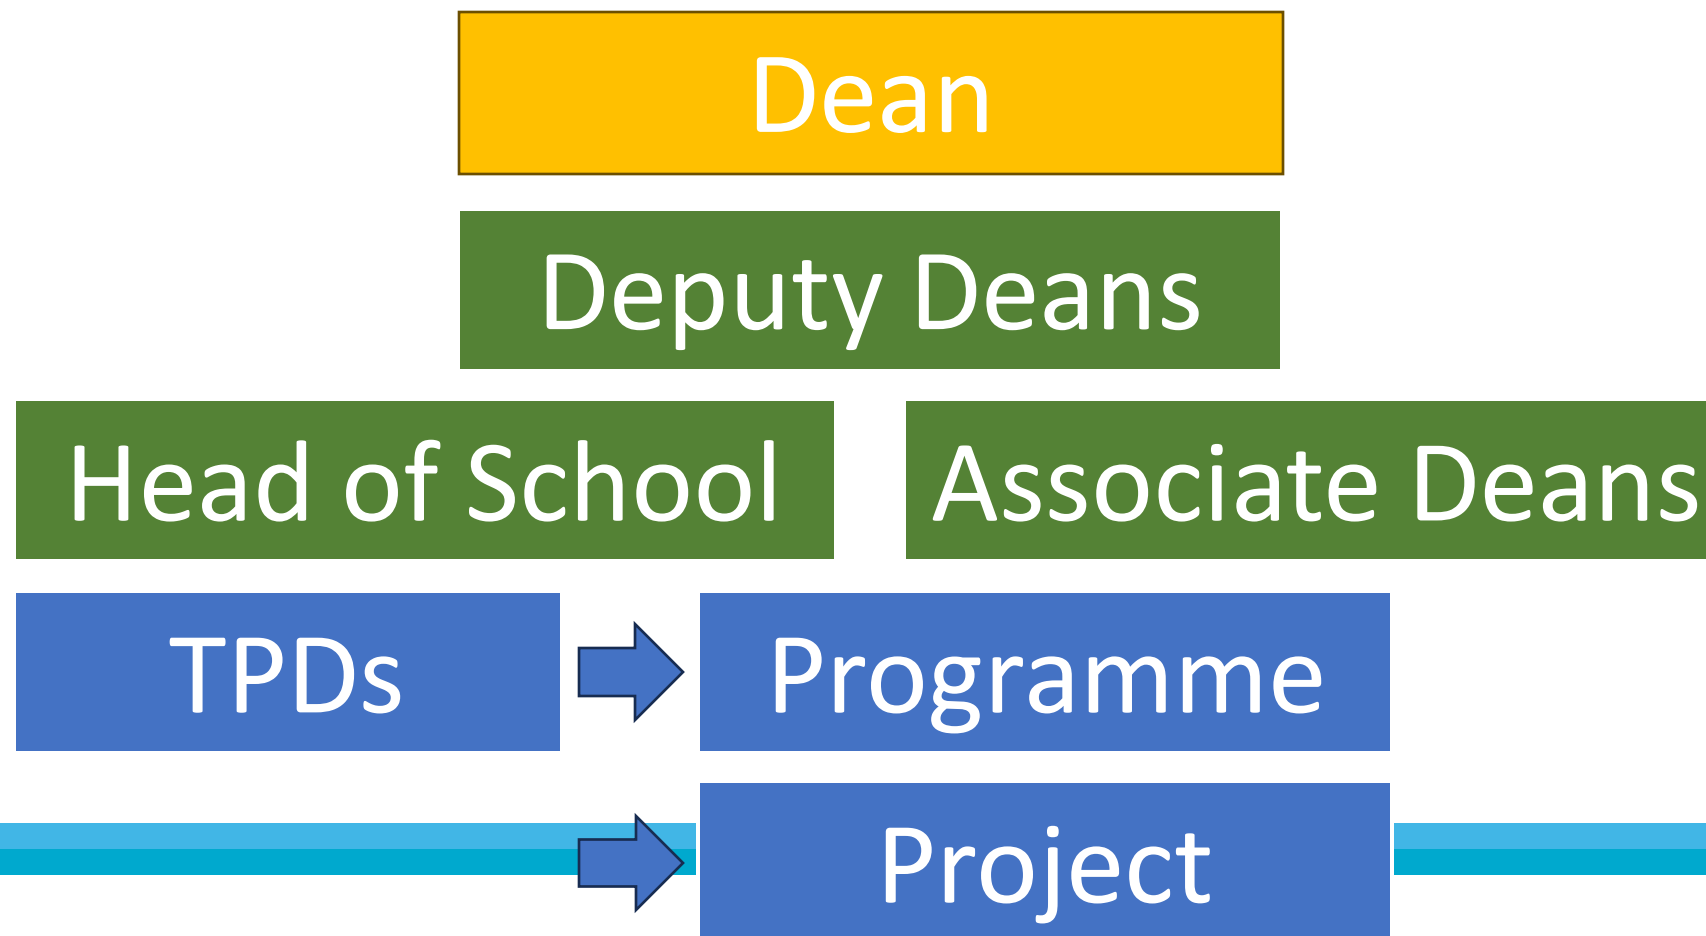 Dean
Deputy Deans
Head of School
Associate Deans
TPDs
Programme
Project